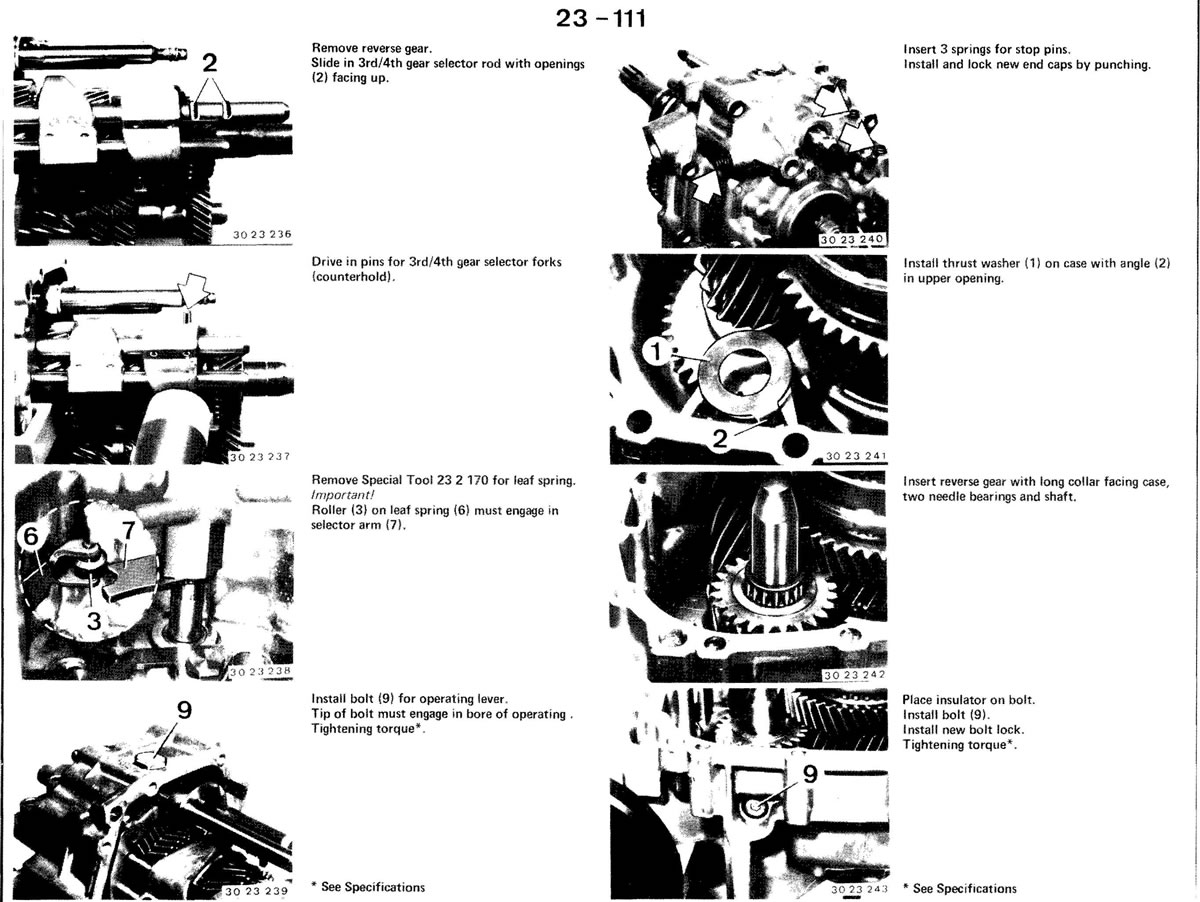 23 – 111
Remove reverse gear.
Slide in 3rd/4th gear selector rod with openings
(2) facing up.
2
30 23 236
Drive in pins for 3rd/4th gear selector forks
(counterhold).
30 23 237
Remove Special Tool 23 2 170 for leaf spring.
Important!
Roller (3) on leaf spring (6) must engage in
selector arm (7).
6
7
3
30 23 238
Install bolt (9) for operating lever.
Tip of bolt must engage in bore of operating .
Tightening torque*.
9
30 23 239
* See Specifications
Insert 3 springs for stop pins.
Install and lock new end caps by punching.
30 23 240
Install thrust washer (1) on case with angle (2)
in upper opening.
1
2
30 23 241
Insert reverse gear with long collar facing case,
two needle bearings and shaft.
30 23 242
Place insulator on bolt.
Install bolt (9).
Install new bolt lock.
Tightening torque*.
9
30 23 243
* See Specifications